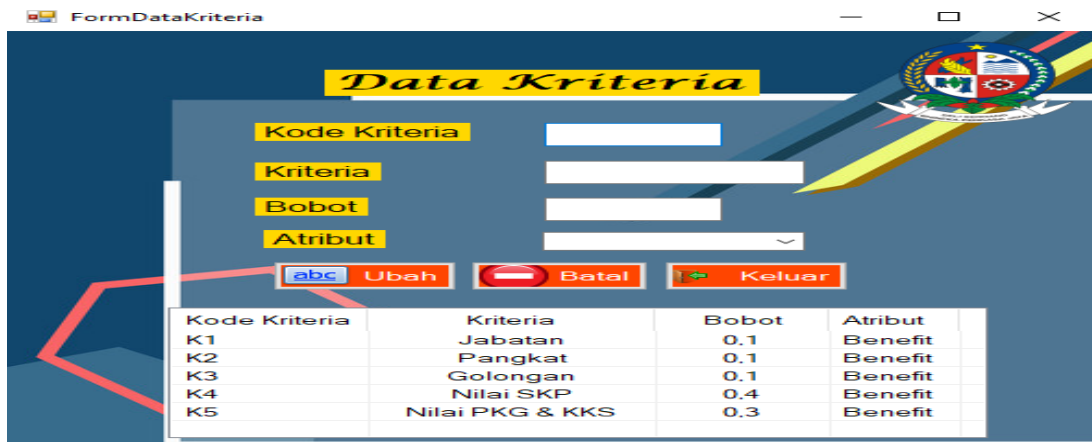 FormDataKriteria
Data Kriteria
Kode Kriteria
Kriteria
Bobot
Atribut
abc Ubah Batal Keluar
Kode Kriteria Kriteria Bobot Atribut
K1 Jabatan 0.1 Benefit
K2 Pangkat 0.1 Benefit
K3 Golongan 0.1 Benefit
K4 Nilai SKP 0.4 Benefit
K5 Nilai PKG & KKS 0.3 Benefit